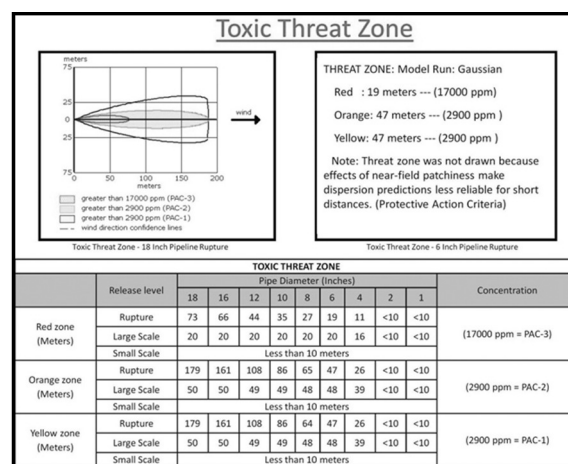 Toxic Threat Zone
meters
75
25
0
25
75
0 50 100 150 200
meters
wind
greater than 17000 ppm (PAC-3)
greater than 2900 ppm (PAC-2)
greater than 2900 ppm (PAC-1)
wind direction confidence lines
Toxic Threat Zone - 18 Inch Pipeline Rupture
THREAT ZONE: Model Run: Gaussian
Red : 19 meters --- (17000 ppm)
Orange: 47 meters --- (2900 ppm )
Yellow: 47 meters --- (2900 ppm )
Note: Threat zone was not drawn because
effects of near-field patchiness make
dispersion predictions less reliable for short
distances. (Protective Action Criteria)
Toxic Threat Zone - 6 Inch Pipeline Rupture
TOXIC THREAT ZONE
Release level Pipe Diameter (Inches) Concentration
18 16 12 10 8 6 4 2 1
Red zone (Meters)
Rupture 73 66 44 35 27 19 11 <10 <10
Large Scale 20 20 20 20 20 20 16 <10 <10
Small Scale Less than 10 meters
(17000 ppm = PAC-3)
Orange zone (Meters)
Rupture 179 161 108 86 65 47 26 <10 <10
Large Scale 50 50 49 49 48 48 39 <10 <10
Small Scale Less than 10 meters
(2900 ppm = PAC-2)
Yellow zone (Meters)
Rupture 179 161 108 86 64 47 26 <10 <10
Large Scale 50 50 49 49 48 48 39 <10 <10
Small Scale Less than 10 meters
(2900 ppm = PAC-1)